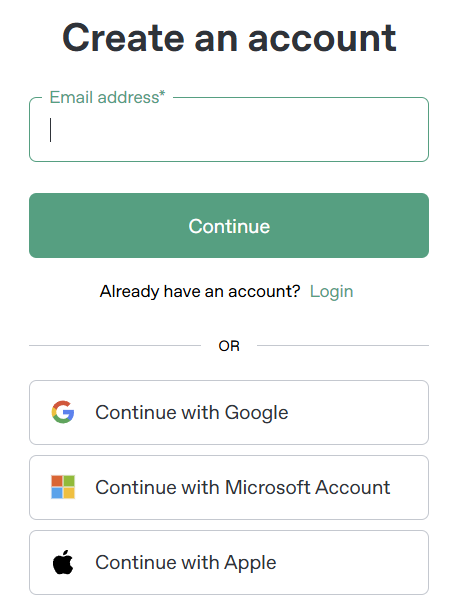 Create an account
Email address*
Continue
Already have an account? Login
OR
Continue with Google
Continue with Microsoft Account
Continue with Apple